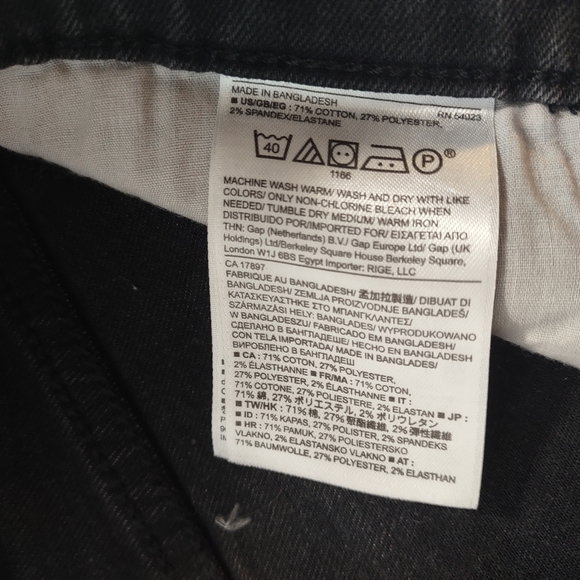 MADE IN BANGLADESH
RN 54023
■ US/GB/EG : 71% COTTON, 27% POLYESTER,
2% SPANDEX/ELASTANE
40 P ®
1166
MACHINE WASH WARM/ WASH AND DRY WITH LIKE
COLORS/ ONLY NON-CHLORINE BLEACH WHEN
NEEDED/ TUMBLE DRY MEDIUM/ WARM IRON
DISTRIBUIDO POR/IMPORTED FOR/ ΕΙΣΑΓΕΤΑΙ ΑΠΟ
ΤΗΝ: Gap (Netherlands) B.V./ Gap Europe Ltd/ Gap (UK
Holdings) Ltd/Berkeley Square House Berkeley Square,
London W1J 6BS Egypt Importer: RIGE, LLC
CA 17897
FABRIQUE AU BANGLADESH/ 孟加拉製造/ DIBUAT DI
BANGLADESH/ ZEMLJA PROIZVODNJE BANGLADEŠ/
ΚΑΤΑΣΚΕΥΑΣΤΗΚΕ ΣΤΟ ΜΠΑΝΓΚΛΑΝΤΕΣ/
SZÁRMAZÁSI HELY: BANGLADES/ WYPRODUKOWANO
W BANGLADESZU/ FABRICADO EM BANGLADESH/
СДЕЛАНО В БАНГЛАДЕШЕ/ HECHO EN BANGLADESH
CON TELA IMPORTADA/ MADE IN BANGLADESH/
ВИРОБЛЕНО В БАНГЛАДЕШ
■ CA : 71% COTON, 27% POLYESTER,
2% ÉLASTHANNE ■ FR/MA : 71% COTON,
27% POLYESTER, 2% ÉLASTHANNE ■ IT :
71% COTONE, 27% POLIESTERE, 2% ELASTAN ■ JP :
71% 綿, 27% ポリエステル, 2% ポリウレタン
■ TW/HK : 71% 棉, 27% 聚酯纖維, 2% 彈性纖維
■ ID : 71% KAPAS, 27% POLISTER, 2% SPANDEKS
■ HR : 71% PAMUK, 27% POLIESTERSKO
VLAKNO, 2% ELASTANSKO VLAKNO ■ AT :
71% BAUMWOLLE, 27% POLYESTER, 2% ELASTHAN